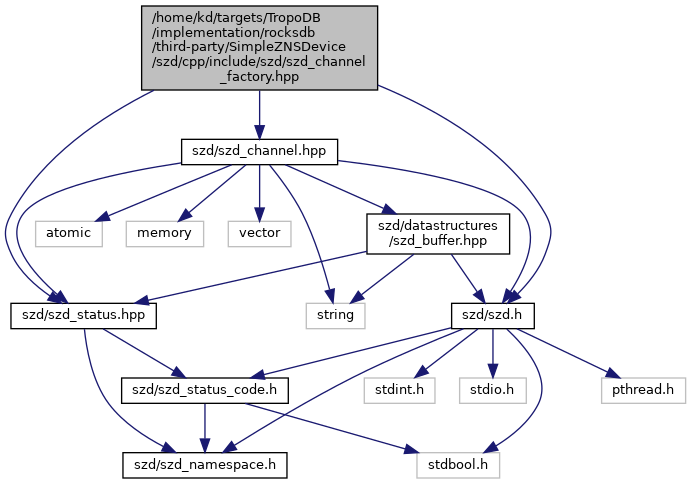 /home/kd/targets/TropoDB
/implementation/rocksdb
/third-party/SimpleZNSDevice
/szd/cpp/include/szd/szd_channel
_factory.hpp
szd/szd_channel.hpp
atomic
memory
vector
szd/datastructures
/szd_buffer.hpp
szd/szd_status.hpp
string
szd/szd.h
szd/szd_status_code.h
stdint.h
stdio.h
pthread.h
szd/szd_namespace.h
stdbool.h